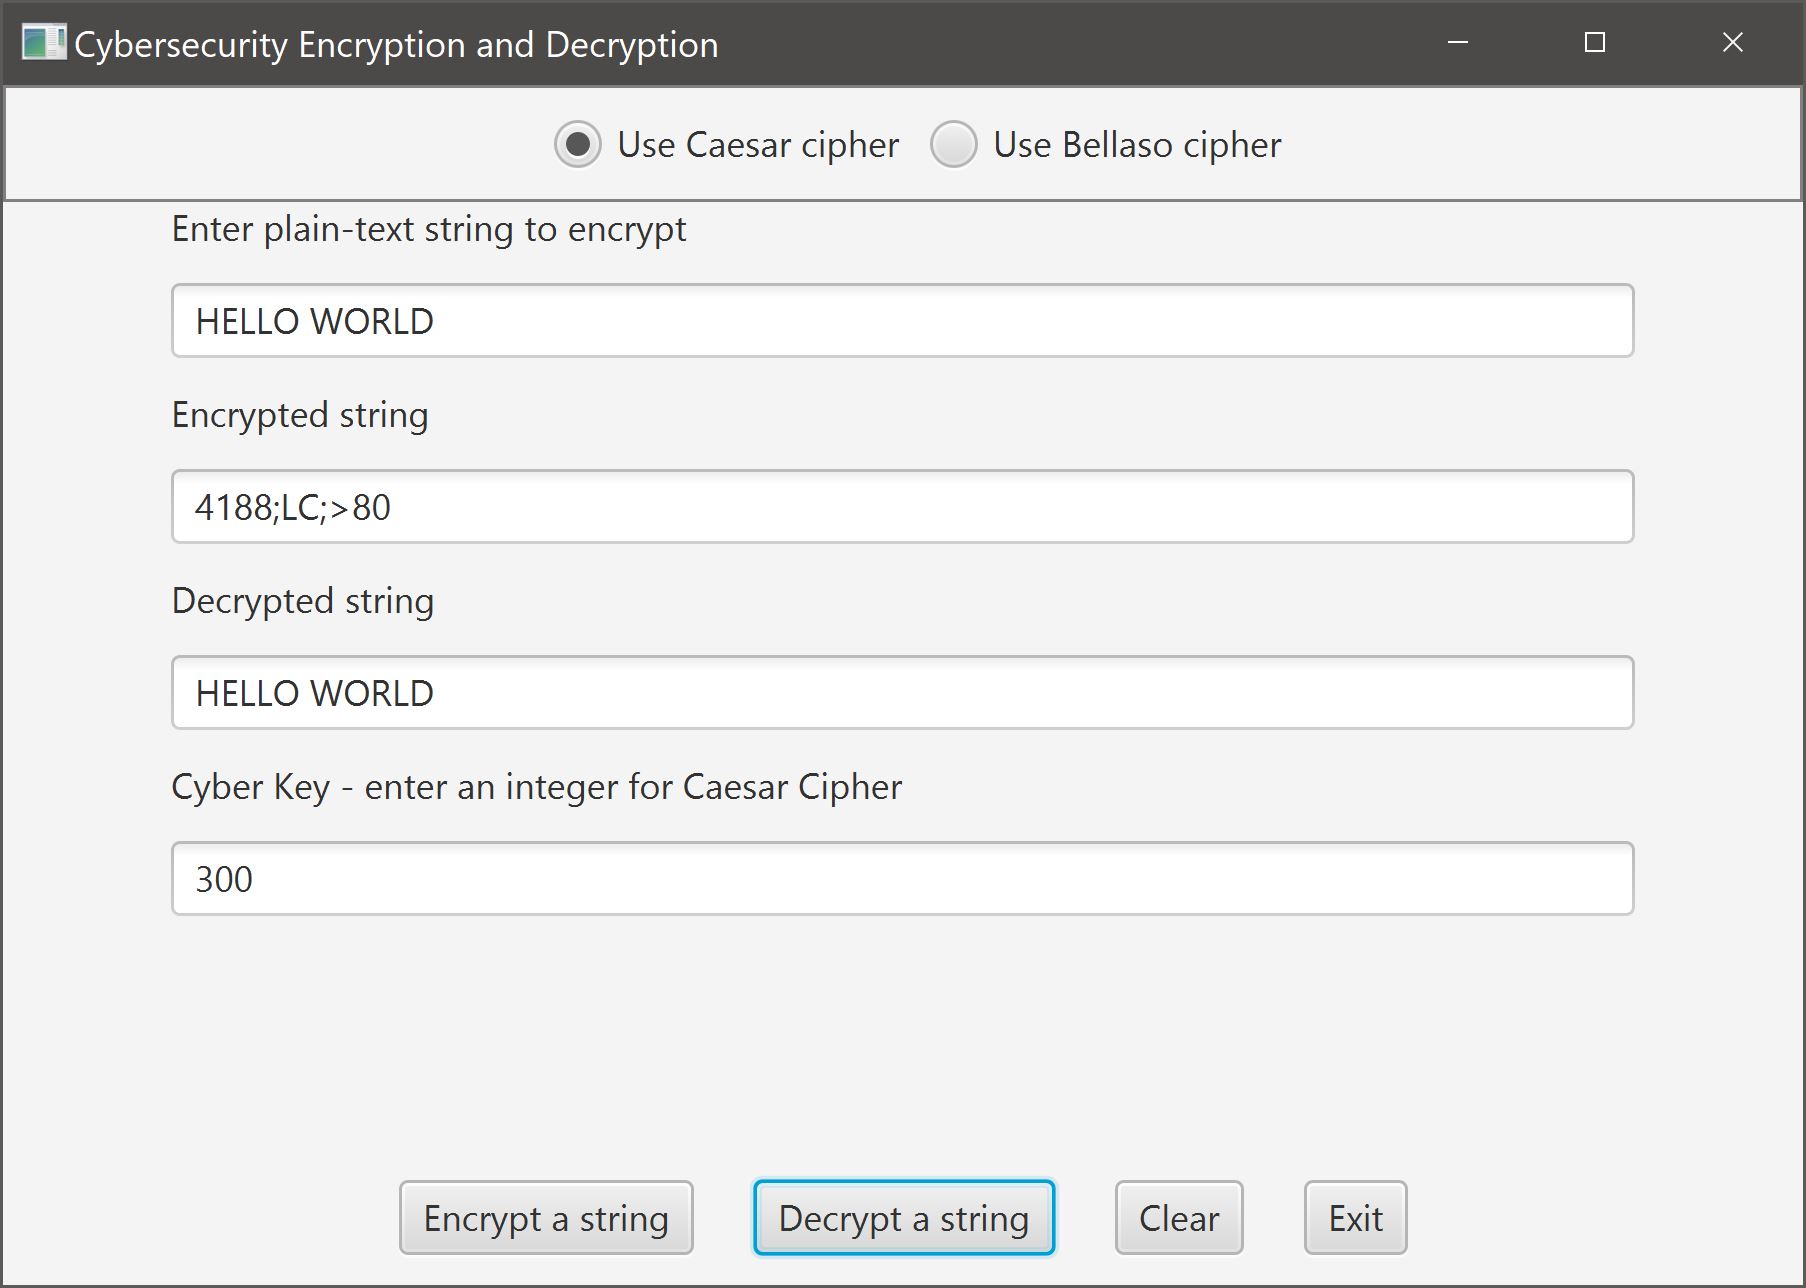 Cybersecurity Encryption and Decryption
Use Caesar cipher Use Bellaso cipher
Enter plain-text string to encrypt
HELLO WORLD
Encrypted string
4188;LC;>80
Decrypted string
HELLO WORLD
Cyber Key - enter an integer for Caesar Cipher
300
Encrypt a string Decrypt a string Clear Exit